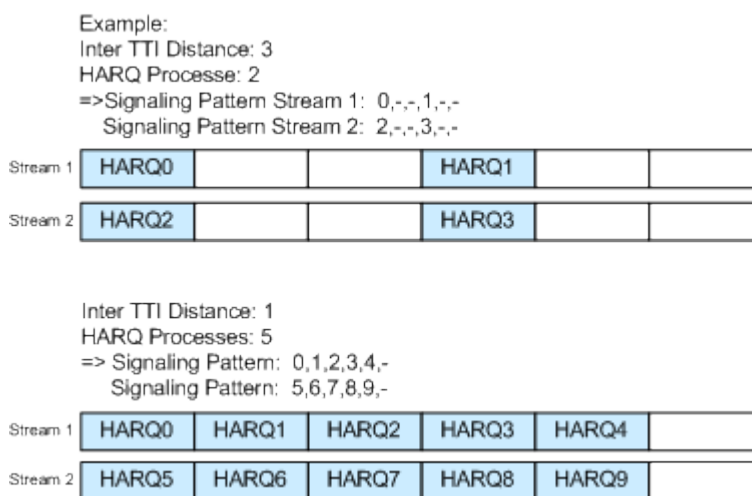 Example:
Inter TTI Distance: 3
HARQ Processe: 2
=>Signaling Pattern Stream 1: 0,-,-,1,-,-
Signaling Pattern Stream 2: 2,-,-,3,-,-
Stream 1 HARQ0 HARQ1
Stream 2 HARQ2 HARQ3
Inter TTI Distance: 1
HARQ Processes: 5
=> Signaling Pattern: 0,1,2,3,4,-
Signaling Pattern: 5,6,7,8,9,-
Stream 1 HARQ0 HARQ1 HARQ2 HARQ3 HARQ4
Stream 2 HARQ5 HARQ6 HARQ7 HARQ8 HARQ9